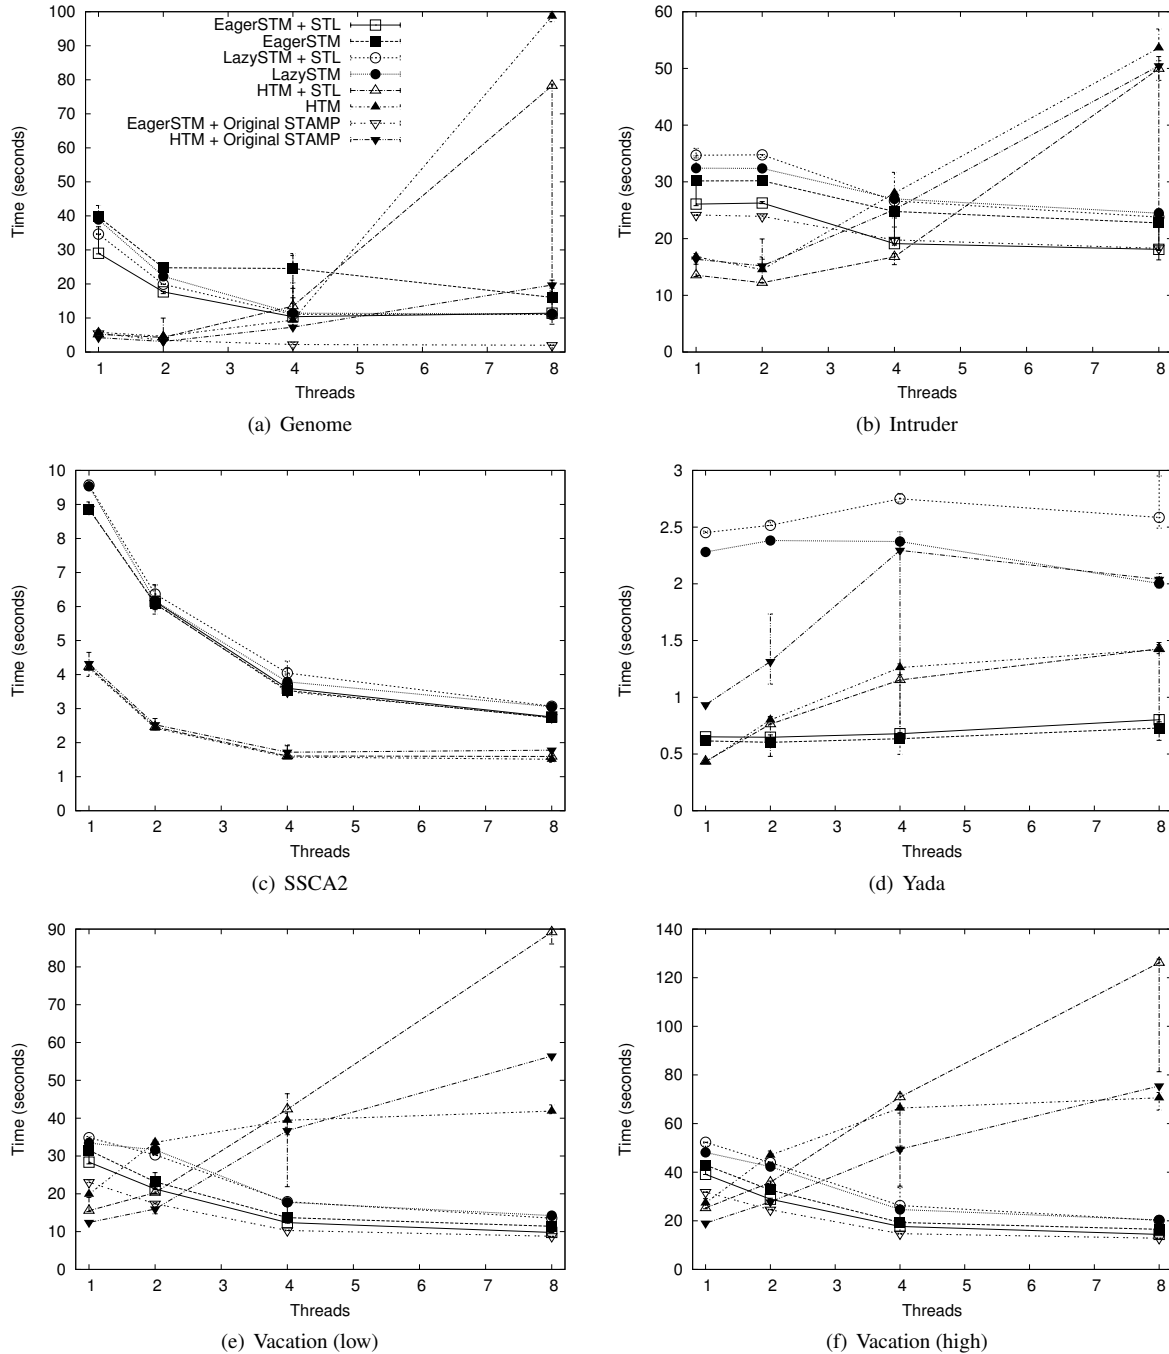 100
90
80
70
60
50
40
30
20
10
0
Time (seconds)
EagerSTM + STL
EagerSTM
LazySTM + STL
LazySTM
HTM + STL
HTM
EagerSTM + Original STAMP
HTM + Original STAMP
1 2 3 4 5 6 7 8
Threads
(a) Genome
60
50
40
30
20
10
0
Time (seconds)
1 2 3 4 5 6 7 8
Threads
(b) Intruder
10
9
8
7
6
5
4
3
2
1
0
Time (seconds)
1 2 3 4 5 6 7 8
Threads
(c) SSCA2
3
2.5
2
1.5
1
0.5
0
Time (seconds)
1 2 3 4 5 6 7 8
Threads
(d) Yada
90
80
70
60
50
40
30
20
10
0
Time (seconds)
1 2 3 4 5 6 7 8
Threads
(e) Vacation (low)
140
120
100
80
60
40
20
0
Time (seconds)
1 2 3 4 5 6 7 8
Threads
(f) Vacation (high)